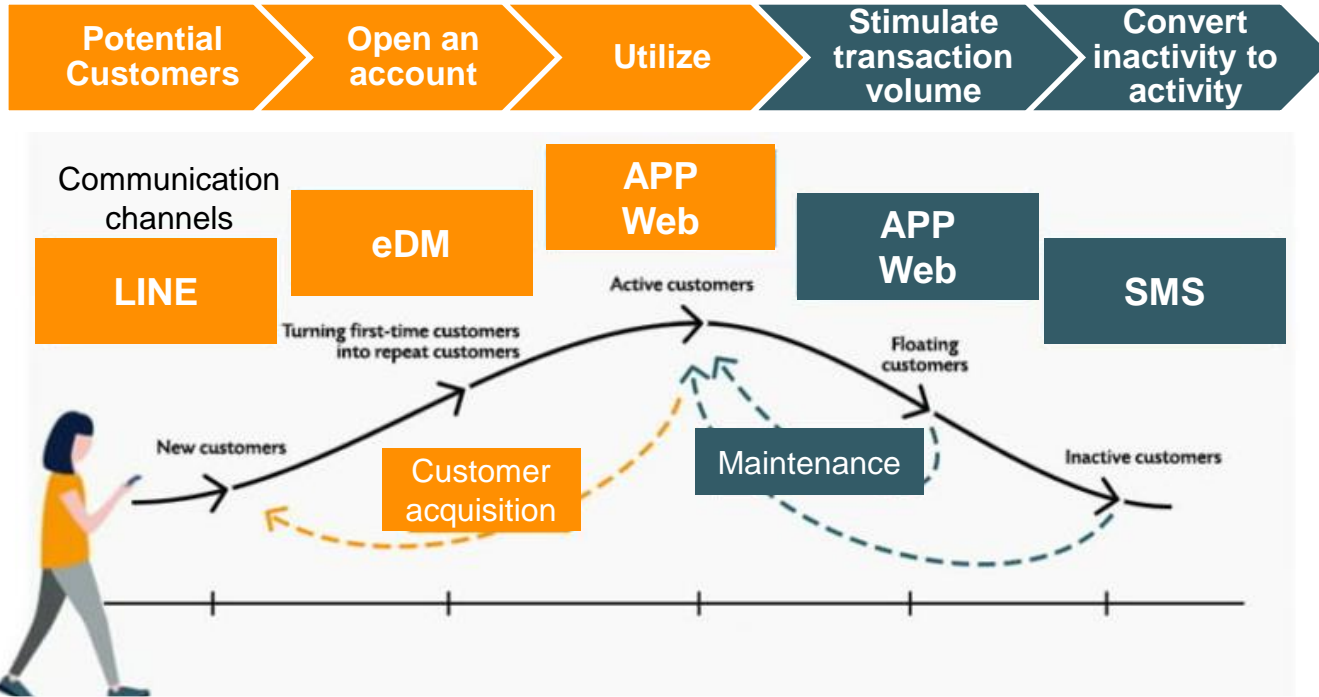 Potential
Customers
Open an
account
Utilize
Stimulate
transaction
volume
Convert
inactivity to
activity
Communication
channels
LINE
eDM
APP
Web
APP
Web
SMS
New customers
Turning first-time customers
into repeat customers
Active customers
Floating
customers
Inactive customers
Customer
acquisition
Maintenance